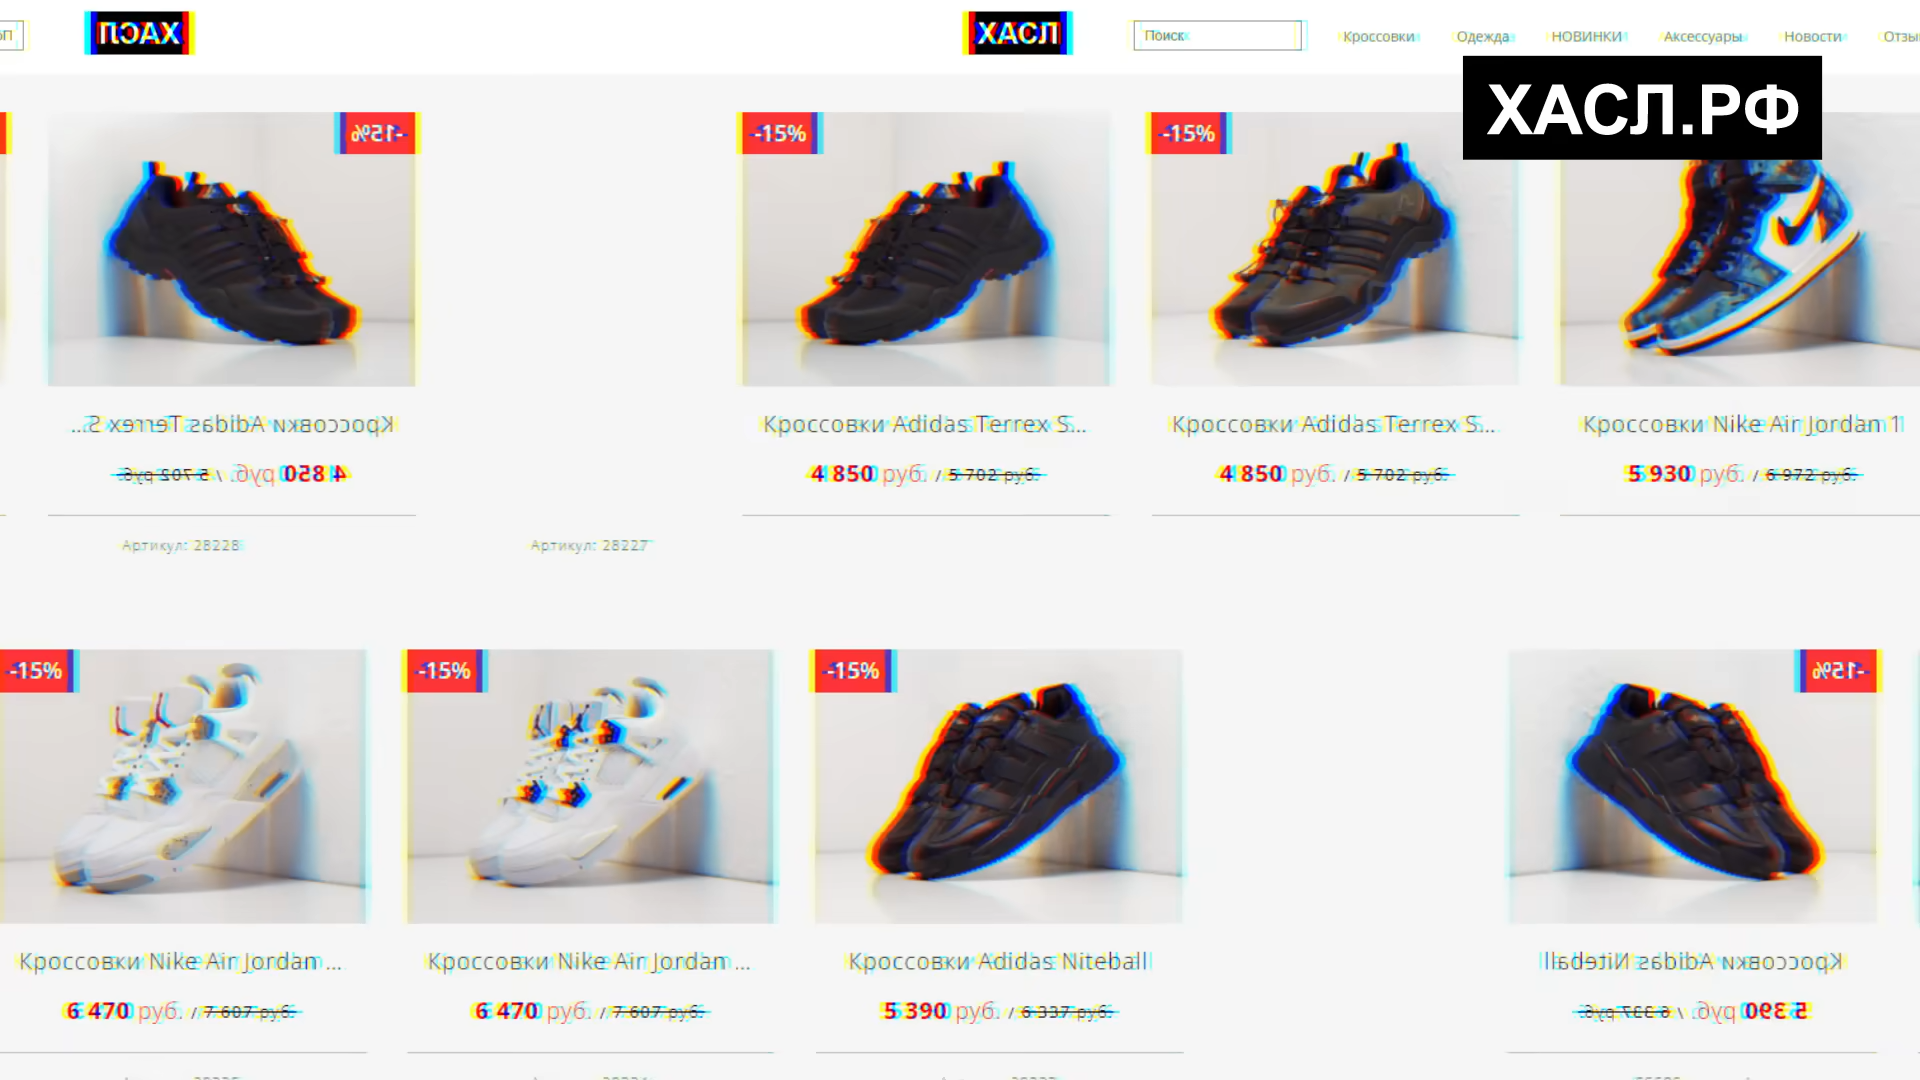 ХАСЛ
ХАСЛ
Поиск
Кроссовки
Одежда
НОВИНКИ
Аксессуары
Новости
ХАСЛ.РФ
-15%
-15%
-15%
Кроссовки Adidas Terrex S...
Кроссовки Adidas Terrex S...
Кроссовки Adidas Terrex S...
Кроссовки Nike Air Jordan 1
4 850 руб. / 5 702 руб.
4 850 руб. / 5 702 руб.
4 850 руб. / 5 702 руб.
5 930 руб. / 6 972 руб.
Артикул: 28228
Артикул: 28227
-15%
-15%
-15%
-15%
Кроссовки Nike Air Jordan ...
Кроссовки Nike Air Jordan ...
Кроссовки Adidas Niteball
Кроссовки Adidas Niteball
6 470 руб. / 7 607 руб.
6 470 руб. / 7 607 руб.
5 390 руб. / 6 337 руб.
5 390 руб. / 6 337 руб.